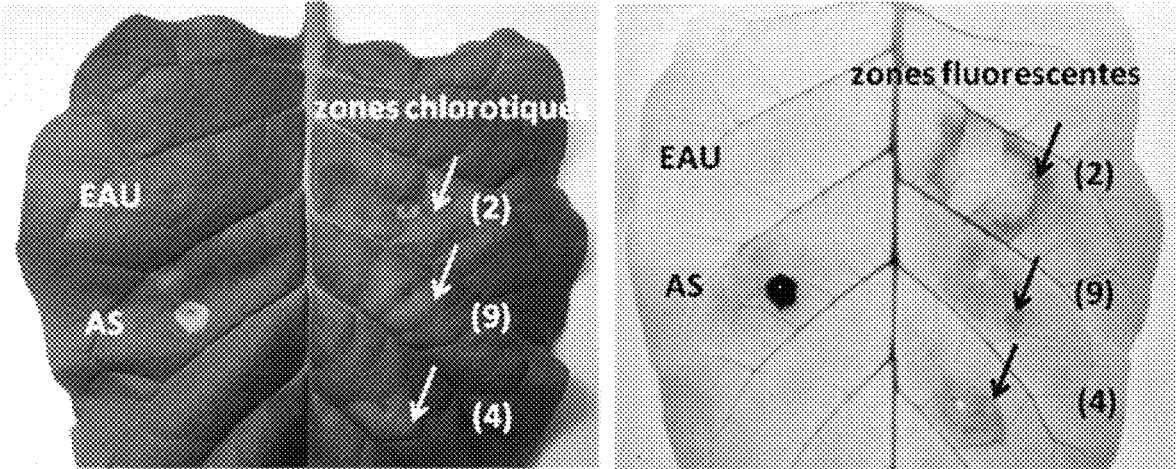 zones chlorotiques
EAU
(2)
AS
(9)
(4)
zones fluorescentes
EAU
(2)
AS
(9)
(4)